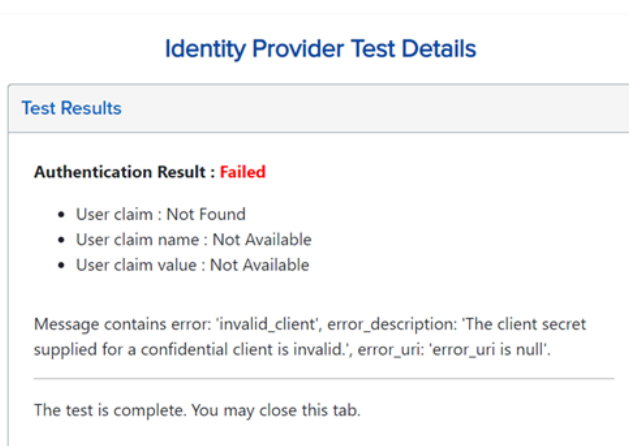 Identity Provider Test Details
Test Results
Authentication Result : Failed
• User claim : Not Found
• User claim name : Not Available
• User claim value : Not Available
Message contains error: 'invalid_client', error_description: 'The client secret
supplied for a confidential client is invalid.', error_uri: 'error_uri is null'.
The test is complete. You may close this tab.